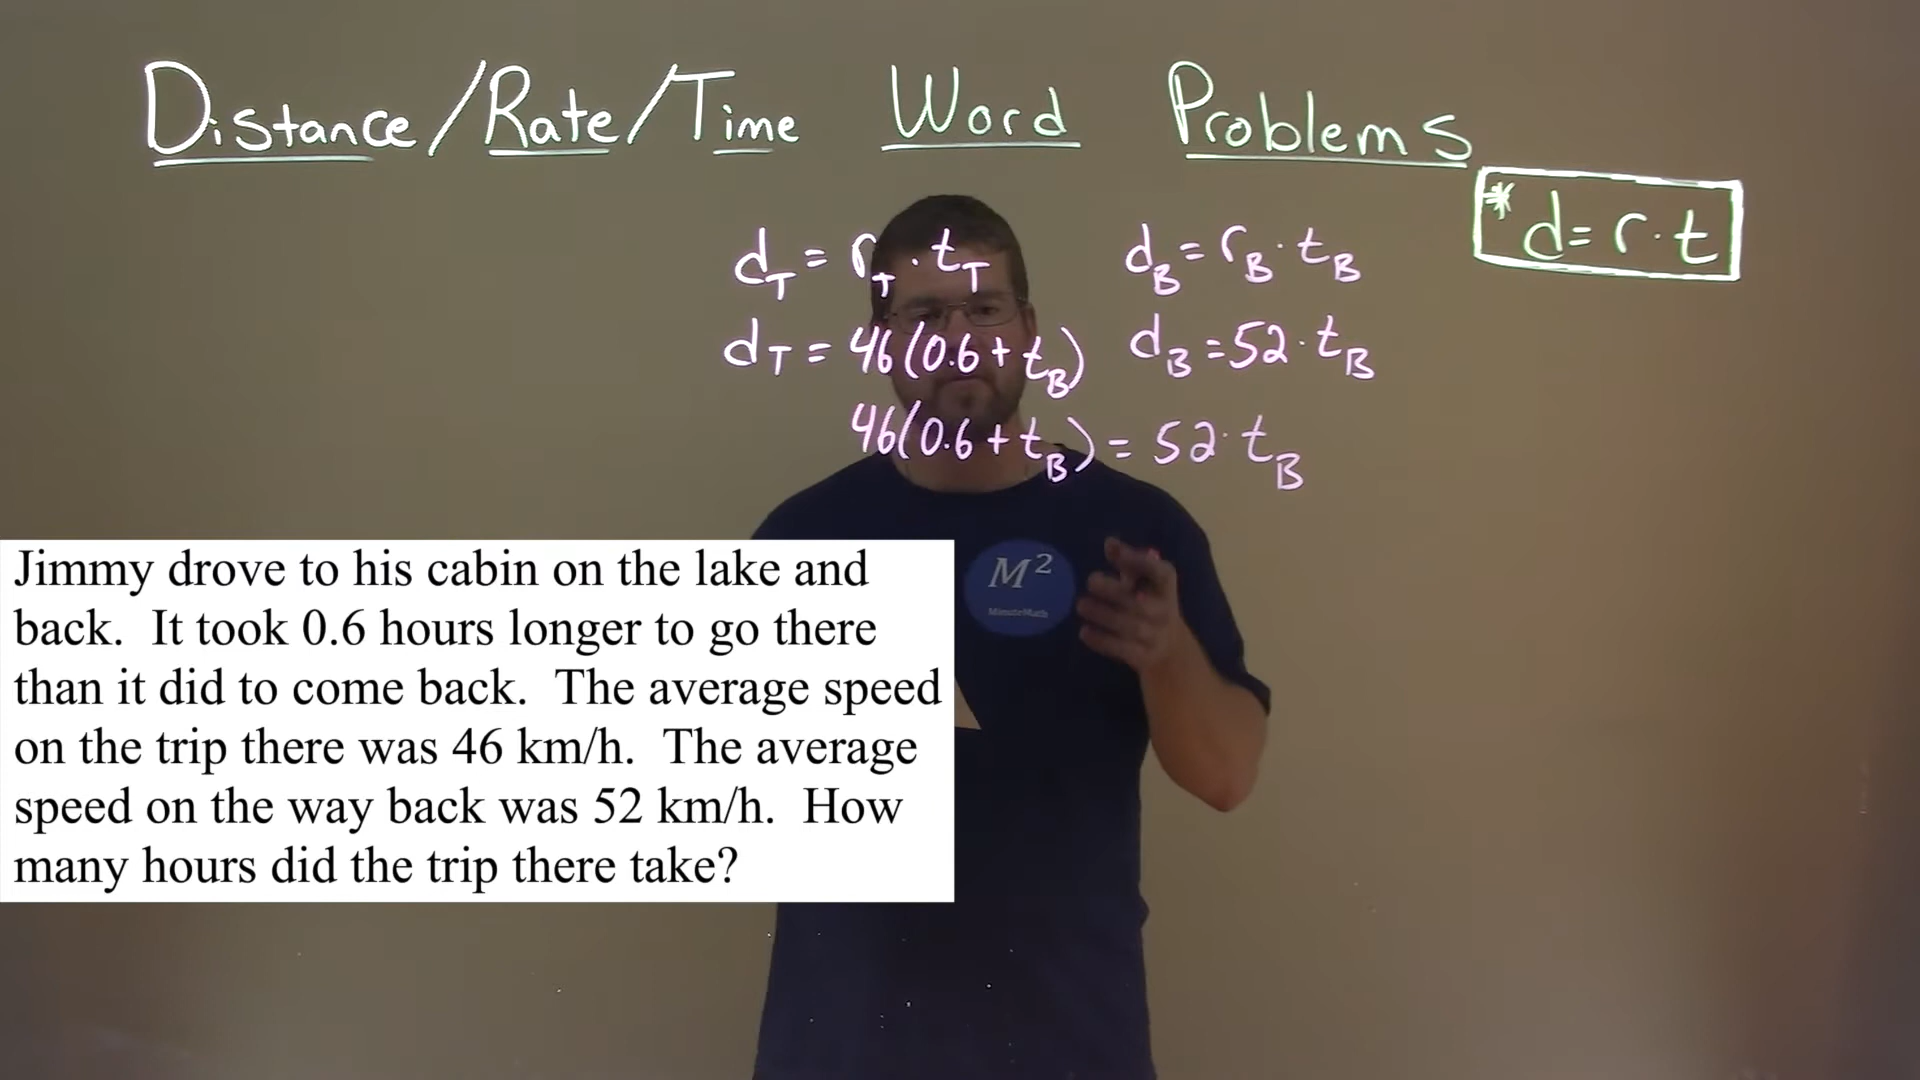 Distance/Rate/Time Word Problems
* d = r · t
d_T = r_T · t_T
d_B = r_B · t_B
d_T = 46(0.6 + t_B)
d_B = 52 · t_B
46(0.6 + t_B) = 52 · t_B
M²
MinuteMath
Jimmy drove to his cabin on the lake and
back. It took 0.6 hours longer to go there
than it did to come back. The average speed
on the trip there was 46 km/h. The average
speed on the way back was 52 km/h. How
many hours did the trip there take?